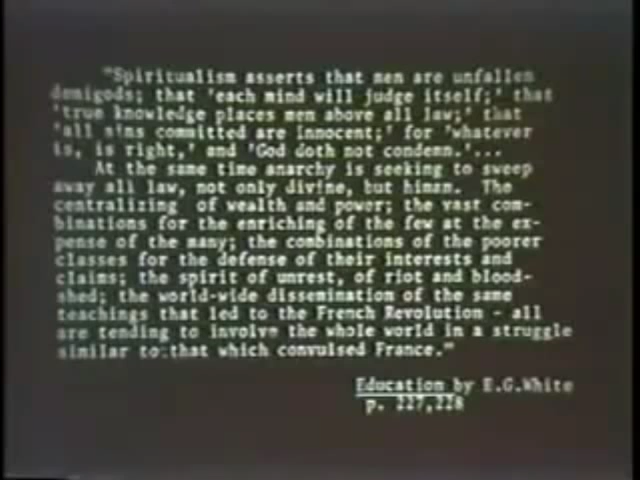 "Spiritualism asserts that men are unfallen
demigods; that 'each mind will judge itself;' that
'true knowledge places men above all law;' that
'all sins committed are innocent;' for 'whatever
is, is right,' and 'God doth not condemn.'...
At the same time anarchy is seeking to sweep
away all law, not only divine, but human. The
centralizing of wealth and power; the vast com-
binations for the enriching of the few at the ex-
pense of the many; the combinations of the poorer
classes for the defense of their interests and
claims; the spirit of unrest, of riot and blood-
shed; the world-wide dissemination of the same
teachings that led to the French Revolution - all
are tending to involve the whole world in a struggle
similar to that which convulsed France."
Education by E.G.White
p. 227,228